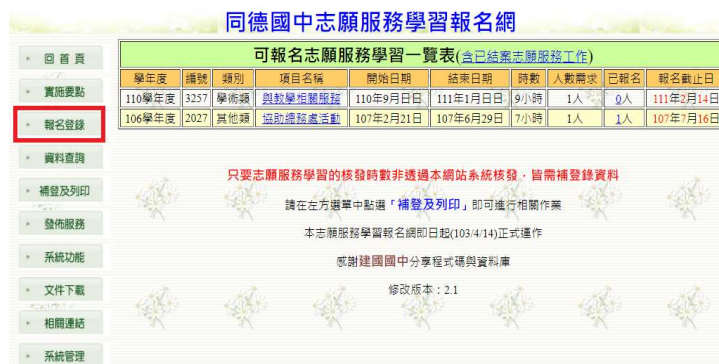 同德國中志願服務學習報名網
回首頁
實施要點
報名登錄
資料查詢
補登及列印
發佈服務
系統功能
文件下載
相關連結
系統管理
可報名志願服務學習一覽表(含已結案志願服務工作)
學年度 編號 類別 項目名稱 開始日期 結束日期 時數 人數需求 已報名 報名截止日
110學年度 3257 學術類 與教學相關服務 110年9月日日 111年1月日日 9小時 1人 0人 111年2月14日
106學年度 2027 其他類 協助總務處活動 107年2月21日 107年6月29日 7小時 1人 1人 107年7月16日
只要志願服務學習的核發時數非透過本網站系統核發，皆需補登錄資料
請在左方選單中點選「補登及列印」即可進行相關作業
本志願服務學習報名網即日起(103/4/14)正式運作
感謝建國國中分享程式碼與資料庫
修改版本：2.1